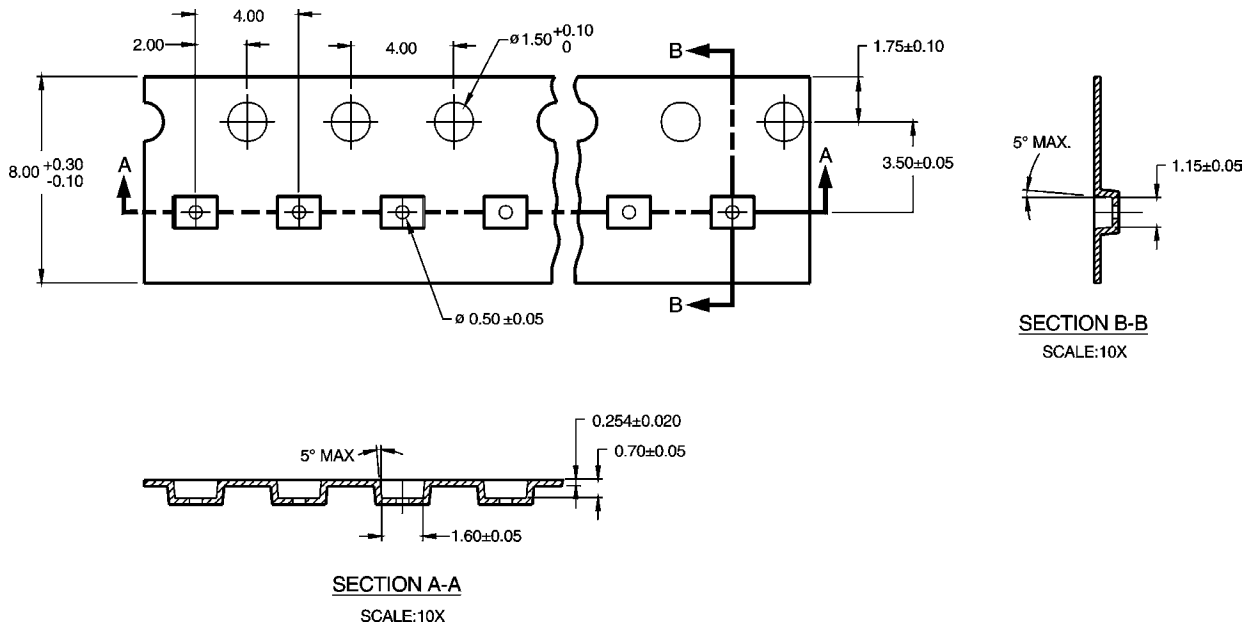 4.00
2.00
4.00
ø 1.50 +0.10
0
B
1.75±0.10
8.00 +0.30
-0.10
A
A
3.50±0.05
5° MAX.
1.15±0.05
B
ø 0.50 ±0.05
SECTION B-B
SCALE:10X
0.254±0.020
5° MAX
0.70±0.05
1.60±0.05
SECTION A-A
SCALE:10X